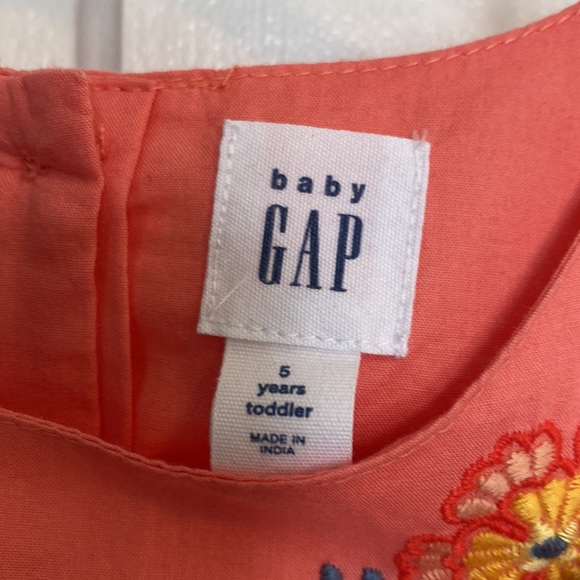 baby
GAP
5
years
toddler
MADE IN
INDIA